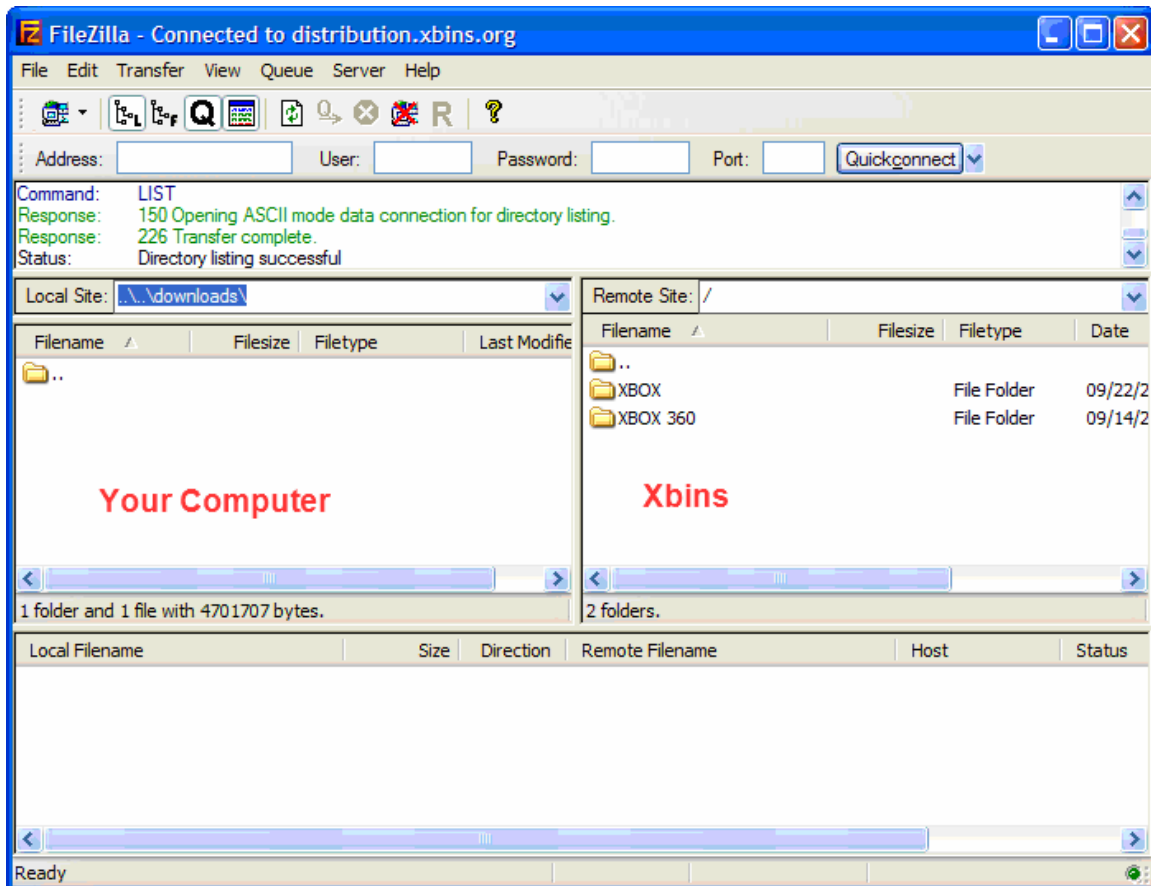 FileZilla - Connected to distribution.xbins.org
File Edit Transfer View Queue Server Help
Address: User: Password: Port: Quickconnect
Command: LIST
Response: 150 Opening ASCII mode data connection for directory listing.
Response: 226 Transfer complete.
Status: Directory listing successful
Local Site: ..\..\downloads\
Filename Filesize Filetype Last Modifie
..
Your Computer
1 folder and 1 file with 4701707 bytes.
Remote Site: /
Filename Filesize Filetype Date
..
XBOX File Folder 09/22/2
XBOX 360 File Folder 09/14/2
Xbins
2 folders.
Local Filename Size Direction Remote Filename Host Status
Ready